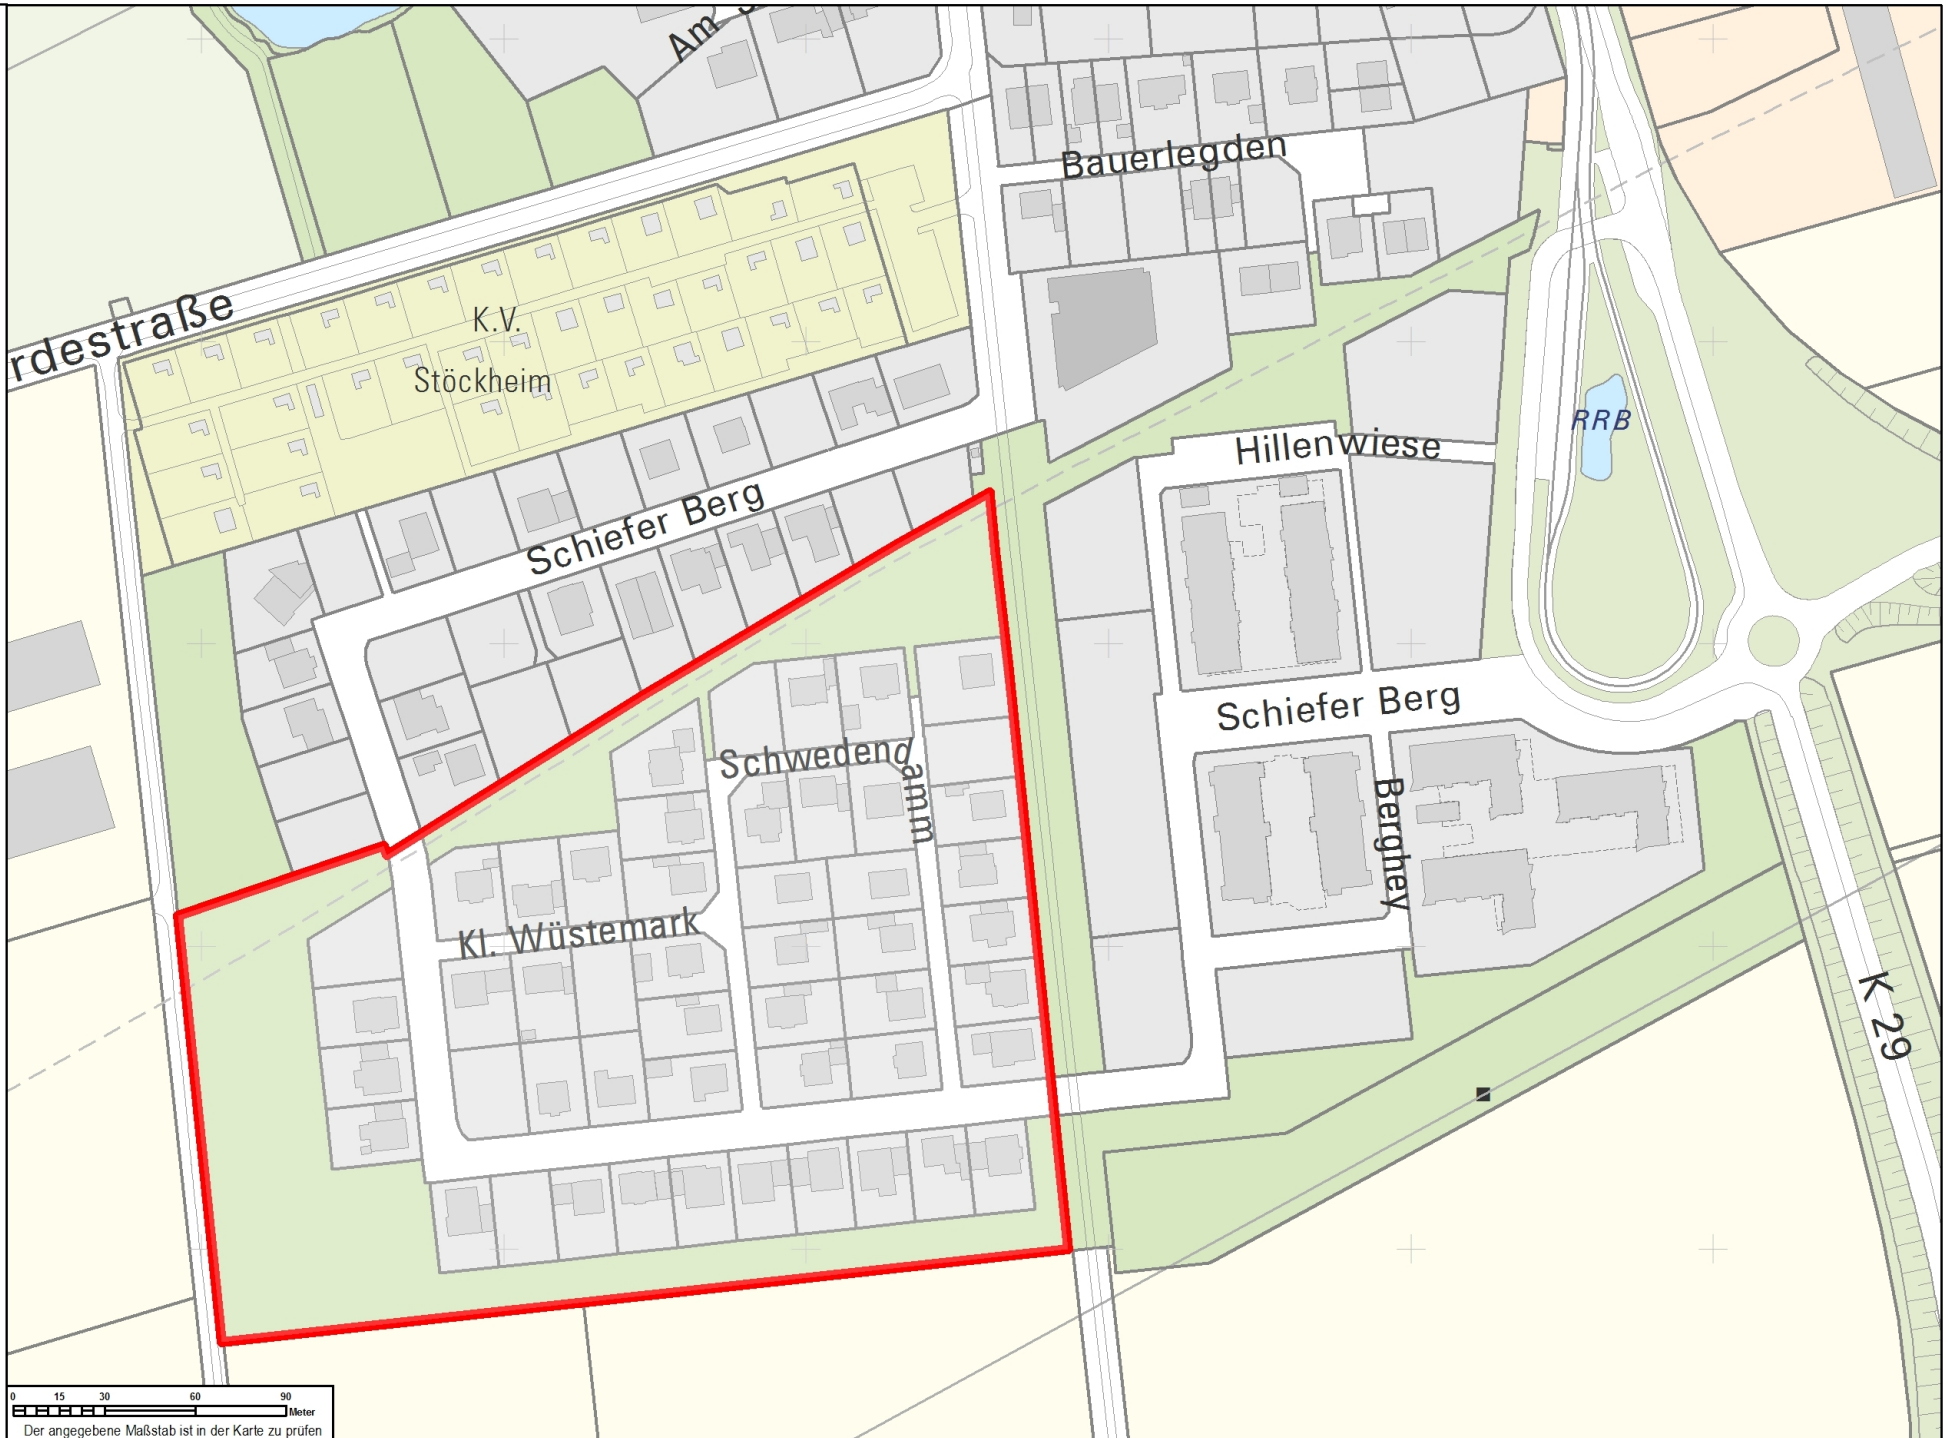 Am
Bauerlegden
rdestraße
K.V.
Stöckheim
RRB
Hillenwiese
Schiefer Berg
Schiefer Berg
Schwedendamm
Berghey
Kl. Wüstemark
K 29
0 15 30 60 90
Meter
Der angegebene Maßstab ist in der Karte zu prüfen